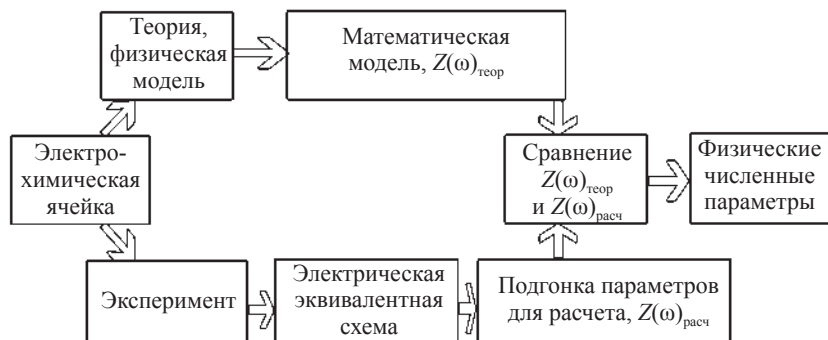 Теория,
физическая
модель
Математическая
модель, Z(ω)теор
Электро-
химическая
ячейка
Сравнение
Z(ω)теор
и Z(ω)расч
Физические
численные
параметры
Эксперимент
Электрическая
эквивалентная
схема
Подгонка параметров
для расчета, Z(ω)расч